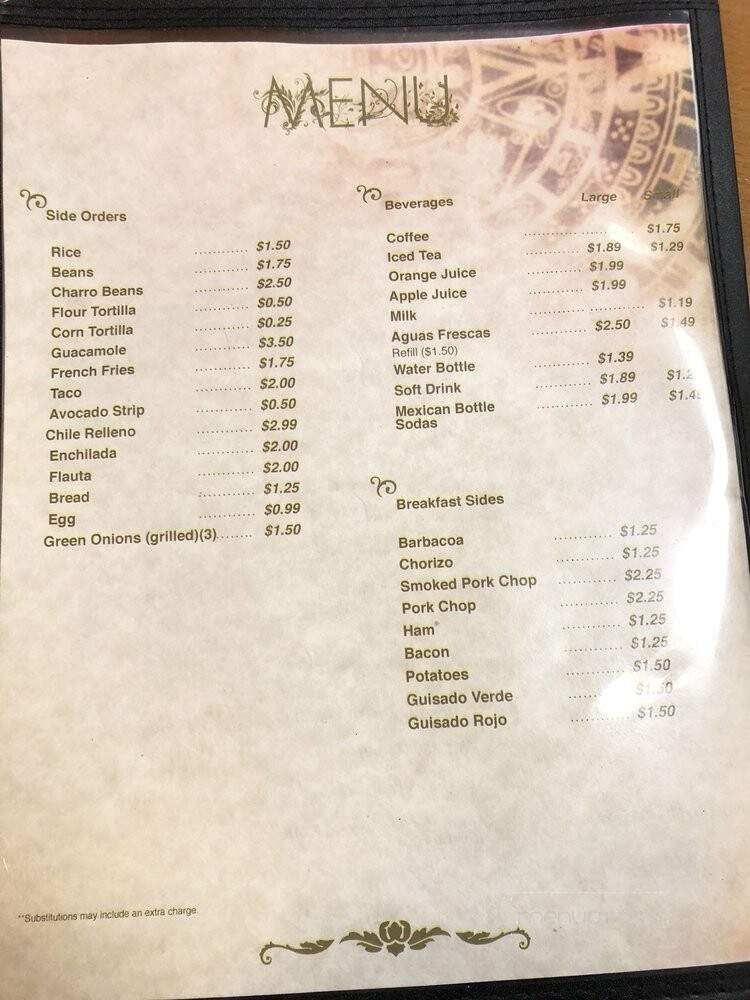 MENU
Side Orders
Rice ........... $1.50
Beans ........... $1.75
Charro Beans ........... $2.50
Flour Tortilla ........... $0.50
Corn Tortilla ........... $0.25
Guacamole ........... $3.50
French Fries ........... $1.75
Taco ........... $2.00
Avocado Strip ........... $0.50
Chile Relleno ........... $2.99
Enchilada ........... $2.00
Flauta ........... $2.00
Bread ........... $1.25
Egg ........... $0.99
Green Onions (grilled)(3)....... $1.50
Beverages Large Small
Coffee ........... $1.75
Iced Tea ........... $1.89 $1.29
Orange Juice ........... $1.99
Apple Juice ........... $1.99
Milk ........... $1.19
Aguas Frescas ........... $2.50 $1.49
Refill ($1.50)
Water Bottle ........... $1.39
Soft Drink ........... $1.89
Mexican Bottle ........... $1.99
Sodas
Breakfast Sides
Barbacoa ........... $1.25
Chorizo ........... $1.25
Smoked Pork Chop ........... $2.25
Pork Chop ........... $2.25
Ham ........... $1.25
Bacon ........... $1.25
Potatoes ........... $1.50
Guisado Verde ........... $1.50
Guisado Rojo ........... $1.50
**Substitutions may include an extra charge.